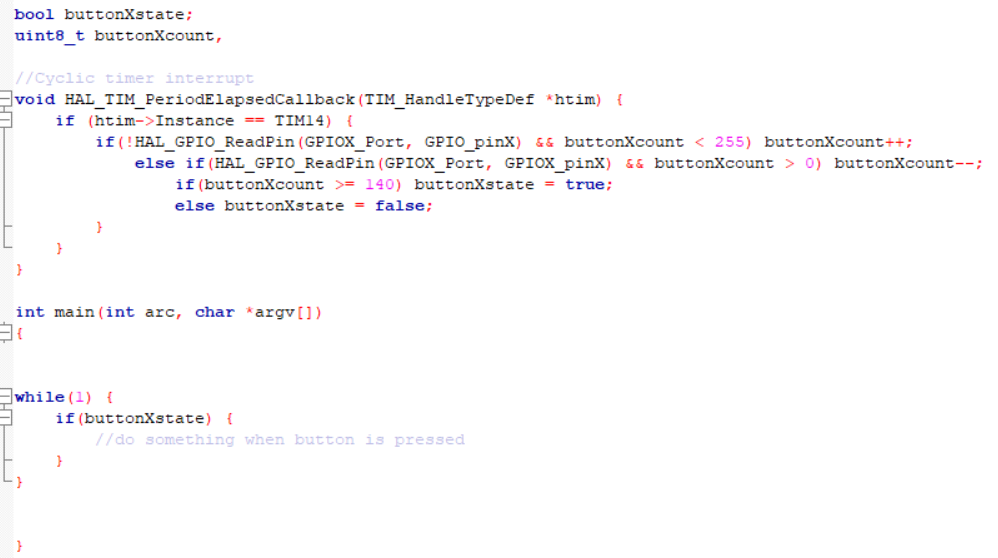 bool buttonXstate;
uint8_t buttonXcount,
//Cyclic timer interrupt
void HAL_TIM_PeriodElapsedCallback(TIM_HandleTypeDef *htim) {
if (htim->Instance == TIM14) {
if(!HAL_GPIO_ReadPin(GPIOX_Port, GPIO_pinX) && buttonXcount < 255) buttonXcount++;
else if(HAL_GPIO_ReadPin(GPIOX_Port, GPIOX_pinX) && buttonXcount > 0) buttonXcount--;
if(buttonXcount >= 140) buttonXstate = true;
else buttonXstate = false;
}
}
}
int main(int arc, char *argv[])
{
while(1) {
if(buttonXstate) {
//do something when button is pressed
}
}
}